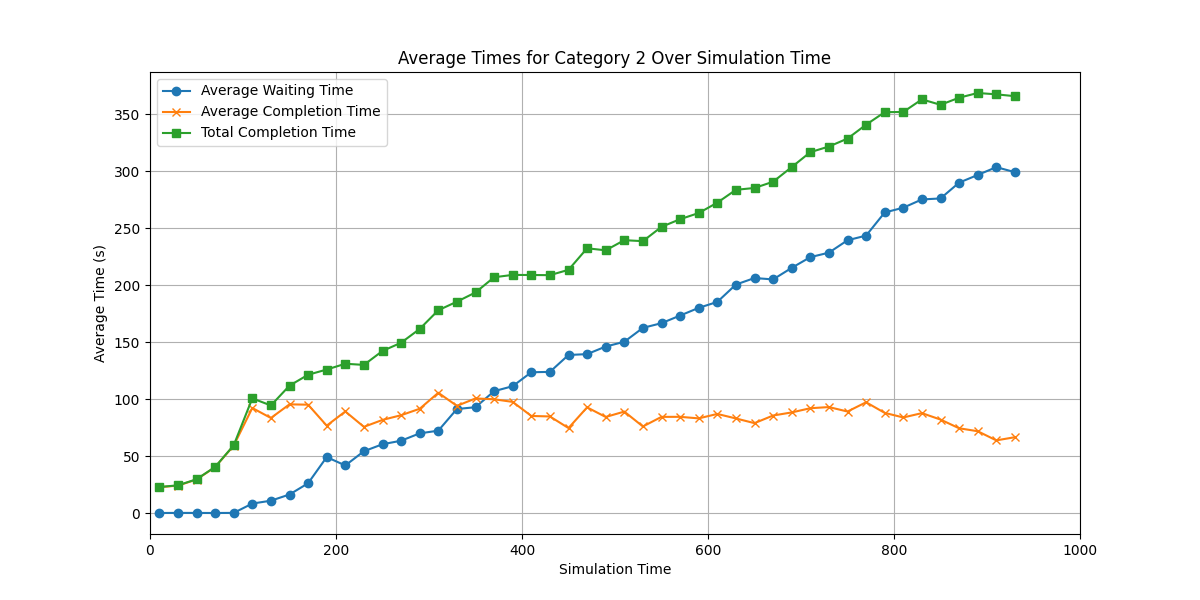 Average Times for Category 2 Over Simulation Time
Average Waiting Time
Average Completion Time
Total Completion Time
350
300
250
200
150
100
50
0
Average Time (s)
0 200 400 600 800 1000
Simulation Time